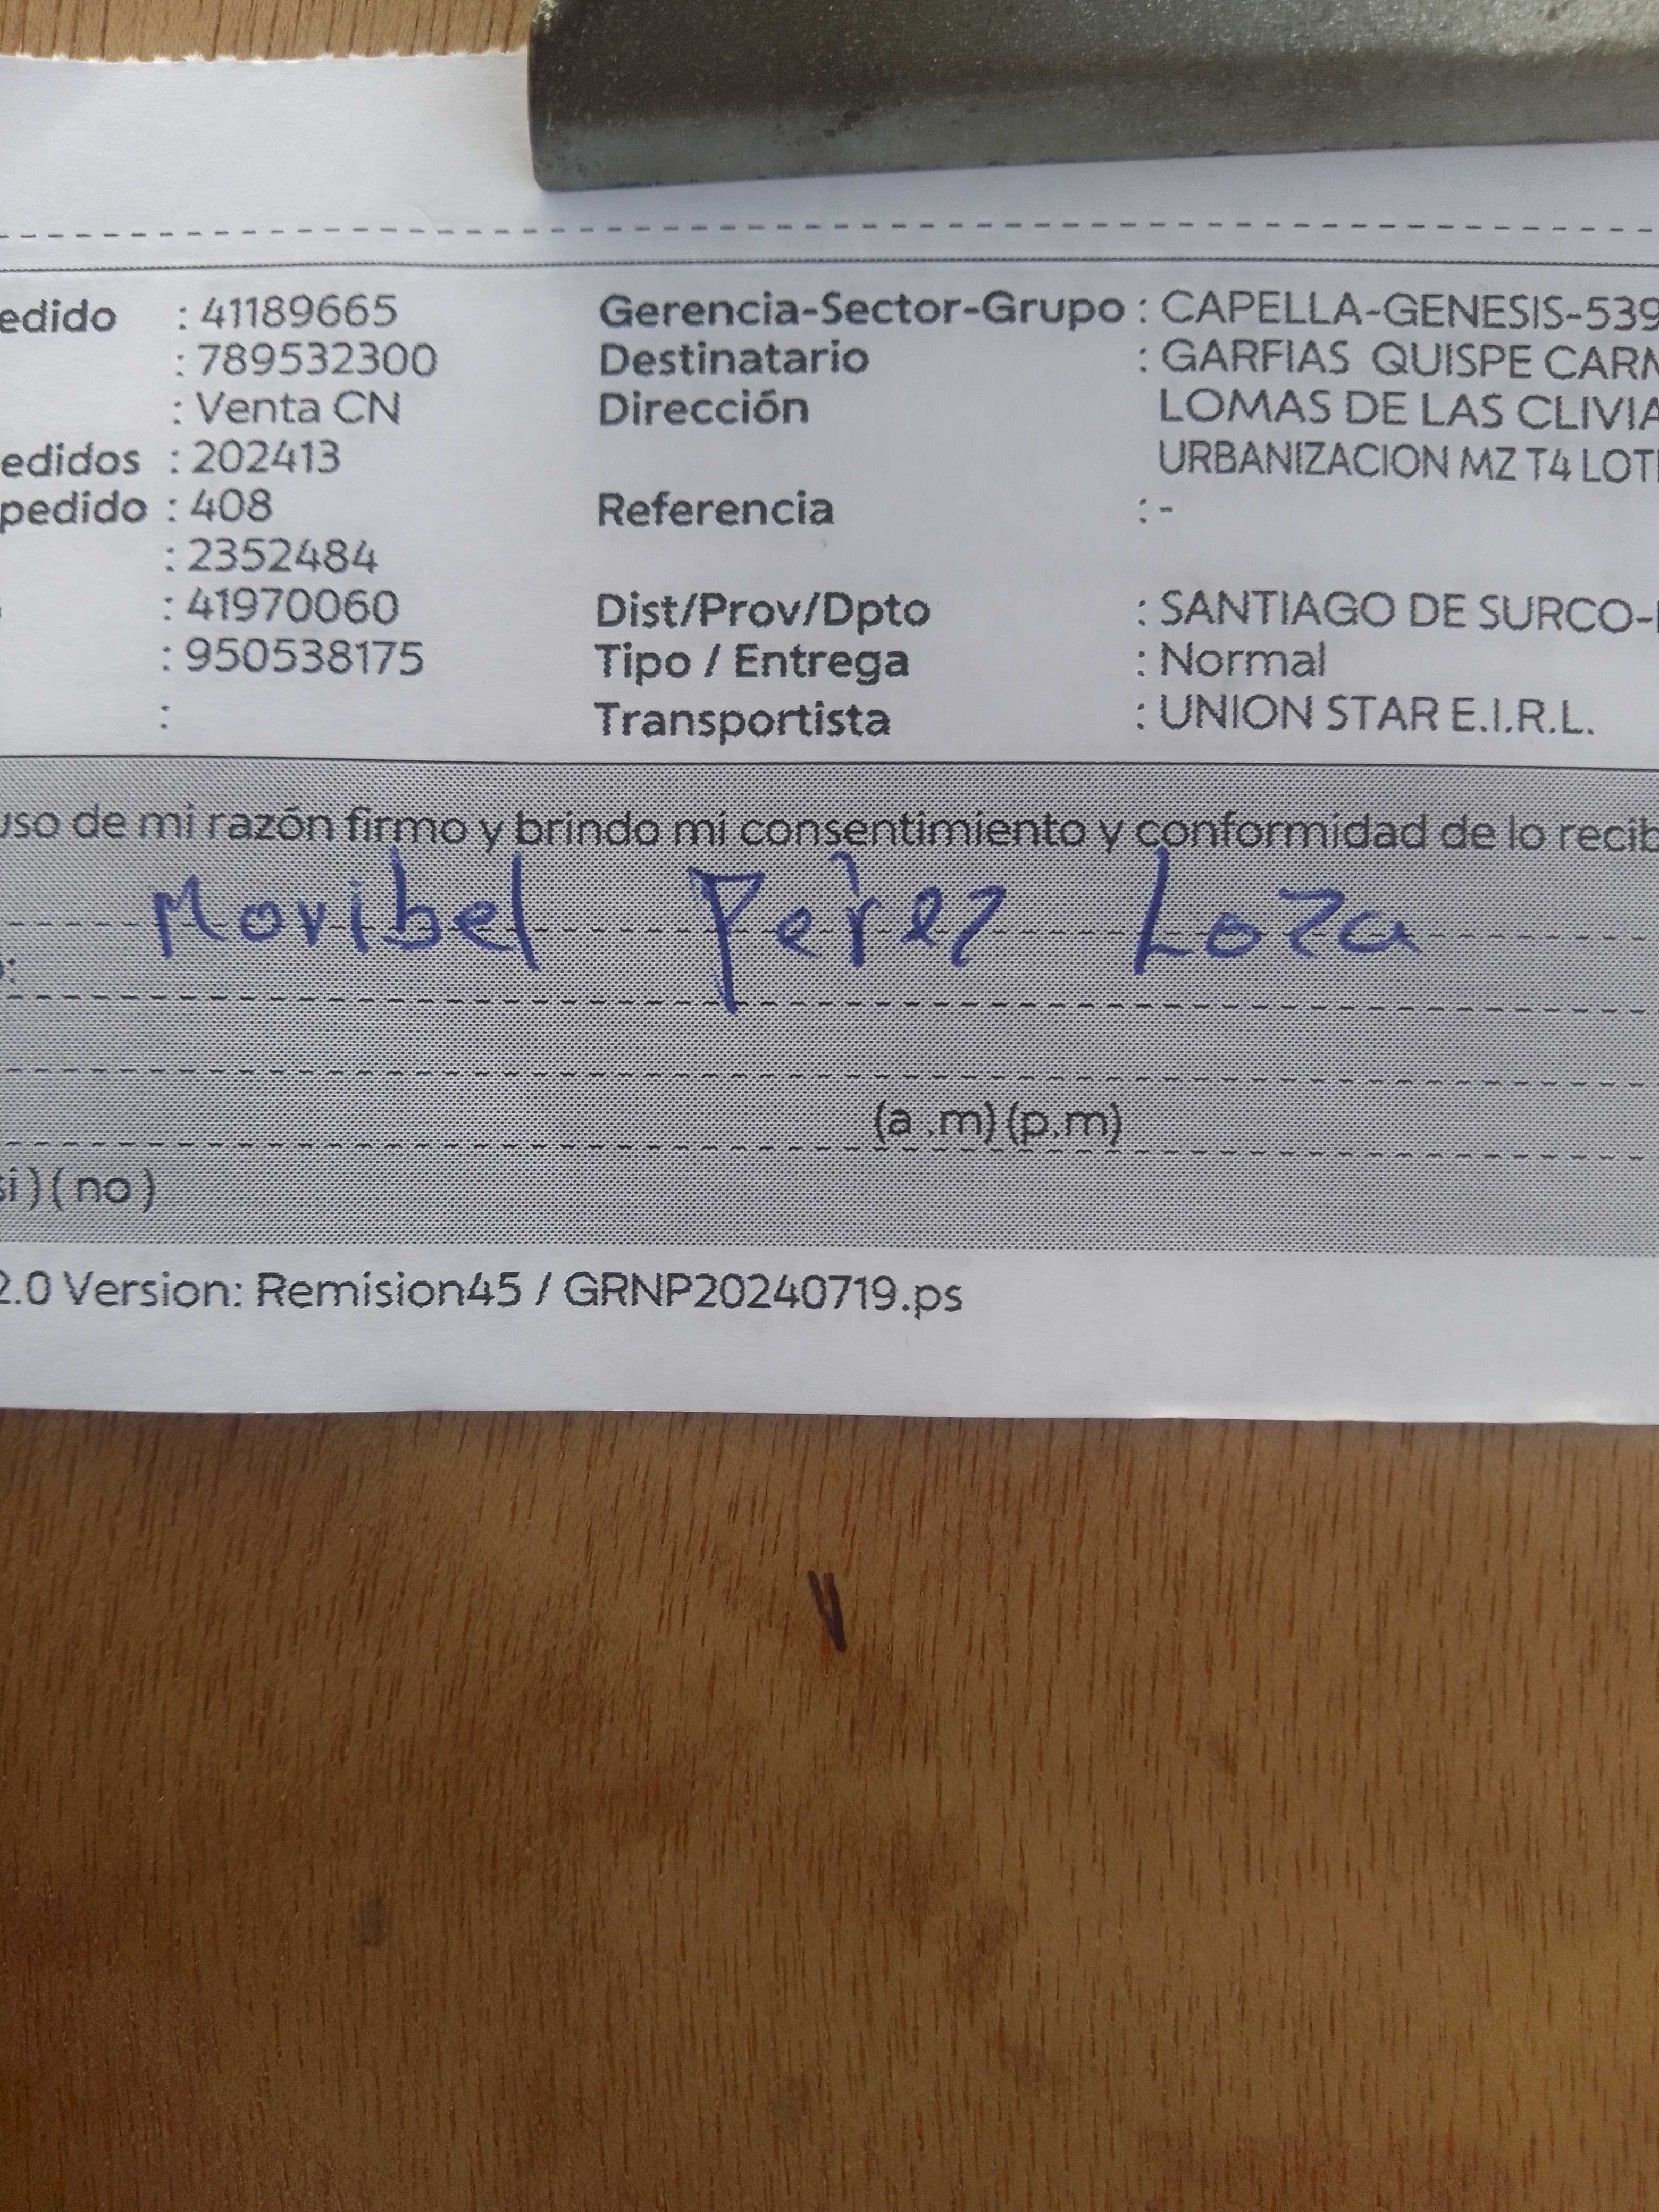 edido : 41189665 Gerencia-Sector-Grupo : CAPELLA-GENESIS-539
: 789532300 Destinatario : GARFIAS QUISPE CARM
: Venta CN Dirección LOMAS DE LAS CLIVIA
edidos : 202413 URBANIZACION MZ T4 LOTE
pedido : 408 Referencia : -
: 2352484
: 41970060 Dist/Prov/Dpto : SANTIAGO DE SURCO-
: 950538175 Tipo / Entrega : Normal
: Transportista : UNION STAR E.I.R.L.
uso de mi razón firmo y brindo mi consentimiento y conformidad de lo recib
Moribel Pérez Loza
o:
(a .m) (p.m)
si ) ( no )
2.0 Version: Remision45 / GRNP20240719.ps